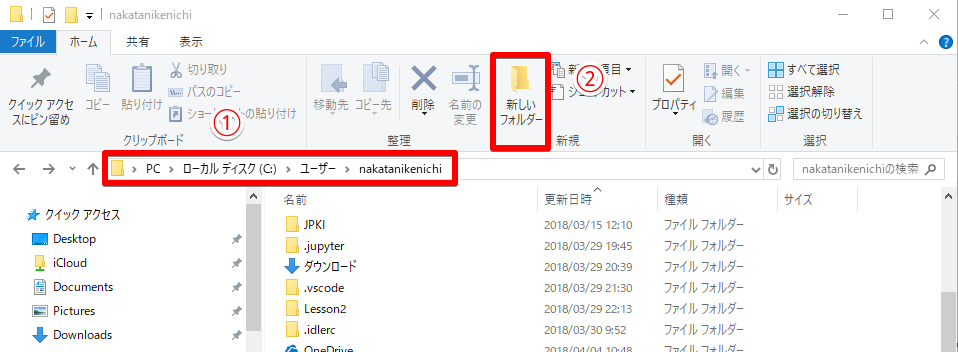 nakatanikenichi
ファイル ホーム 共有 表示
クイック アクセスにピン留め
コピー
貼り付け
切り取り
パスのコピー
ショートカットの貼り付け
クリップボード
移動先
コピー先
削除
名前の変更
整理
新しいフォルダー
新規
プロパティ
開く
編集
履歴
開く
すべて選択
選択解除
選択の切り替え
選択
①
②
PC > ローカル ディスク (C:) > ユーザー > nakatanikenichi
nakatanikenichiの検索
クイック アクセス
Desktop
iCloud
Documents
Pictures
Downloads
名前 更新日時 種類 サイズ
JPKI 2018/03/15 12:10 ファイル フォルダー
.jupyter 2018/03/29 19:45 ファイル フォルダー
ダウンロード 2018/03/29 20:39 ファイル フォルダー
.vscode 2018/03/29 21:30 ファイル フォルダー
Lesson2 2018/03/29 22:13 ファイル フォルダー
.idlerc 2018/03/30 9:52 ファイル フォルダー
OneDrive 2018/04/04 10:48 ファイル フォルダー